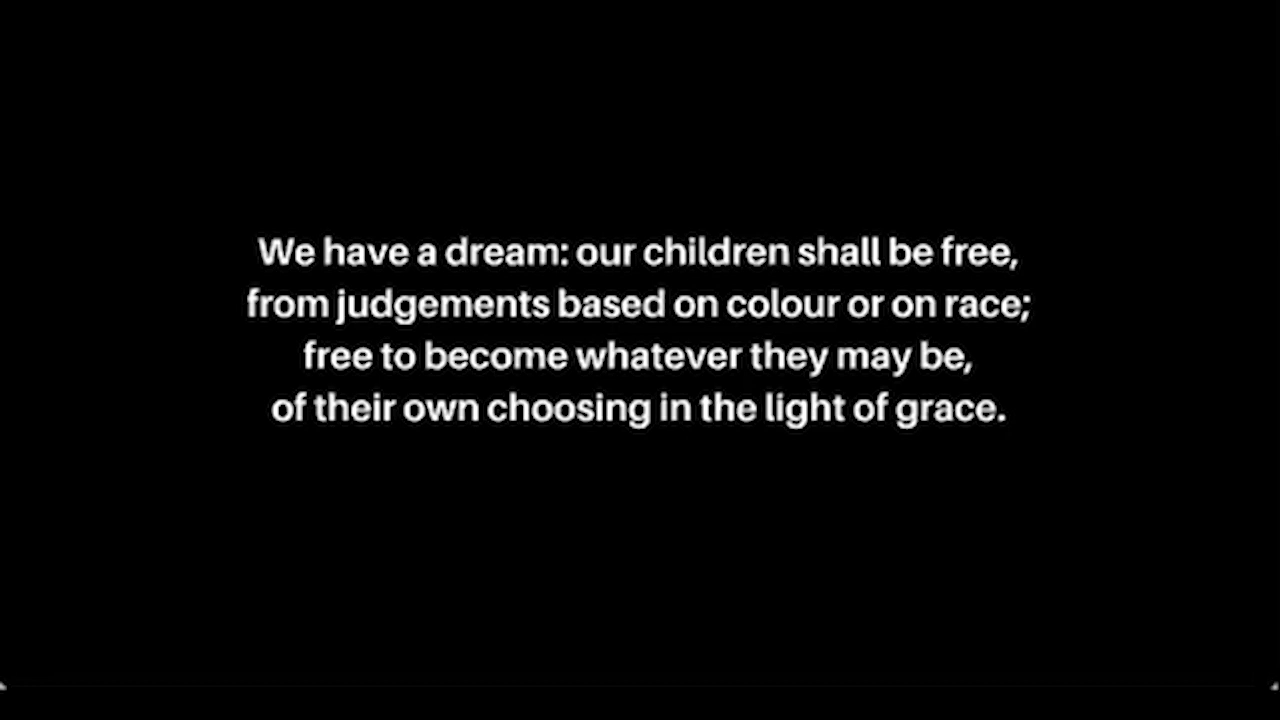 We have a dream: our children shall be free,
from judgements based on colour or on race;
free to become whatever they may be,
of their own choosing in the light of grace.